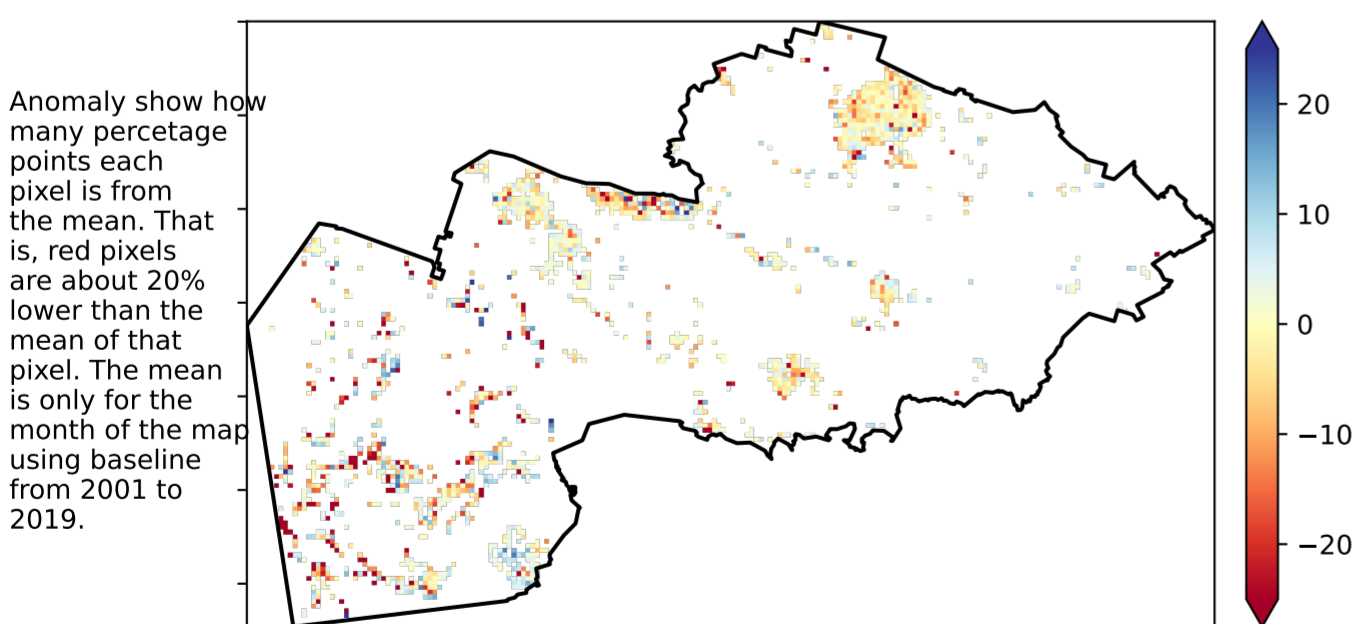 Anomaly show how
many percetage
points each
pixel is from
the mean. That
is, red pixels
are about 20%
lower than the
mean of that
pixel. The mean
is only for the
month of the map
using baseline
from 2001 to
2019.
20
10
0
−10
−20